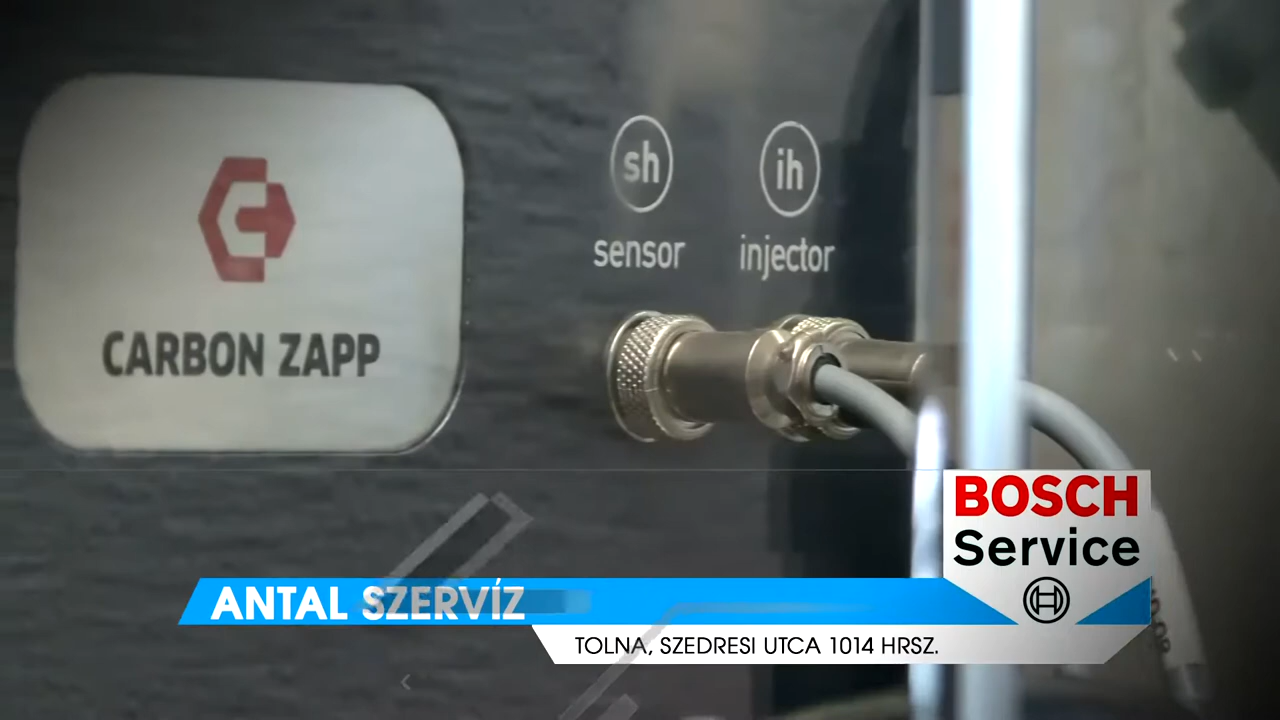 sh
ih
sensor
injector
CARBON ZAPP
BOSCH
Service
ANTAL SZERVÍZ
TOLNA, SZEDRESI UTCA 1014 HRSZ.